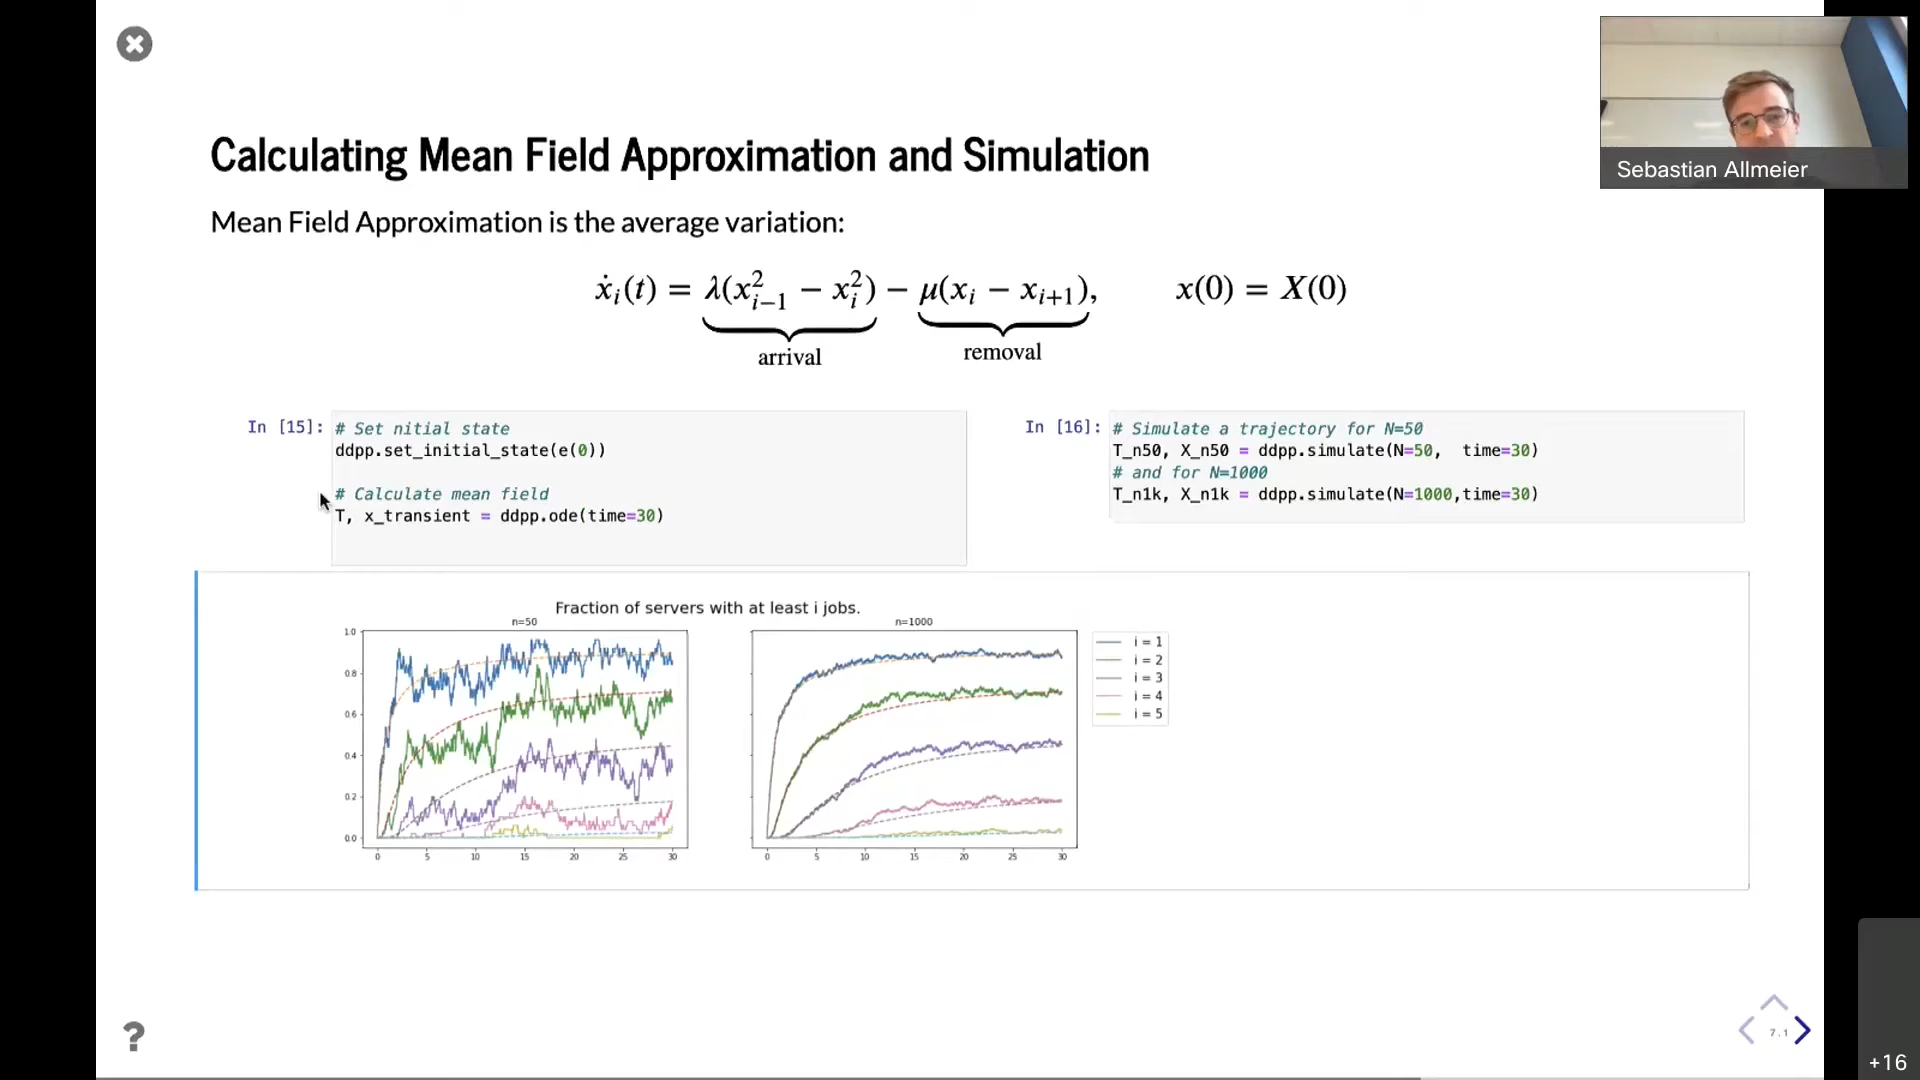 Sebastian Allmeier
Calculating Mean Field Approximation and Simulation
Mean Field Approximation is the average variation:
ẋᵢ(t) = λ(x²ᵢ₋₁ − x²ᵢ) − μ(xᵢ − xᵢ₊₁), x(0) = X(0)
arrival removal
In [15]:
# Set nitial state
ddpp.set_initial_state(e(0))
# Calculate mean field
T, x_transient = ddpp.ode(time=30)
In [16]:
# Simulate a trajectory for N=50
T_n50, X_n50 = ddpp.simulate(N=50, time=30)
# and for N=1000
T_n1k, X_n1k = ddpp.simulate(N=1000,time=30)
Fraction of servers with at least i jobs.
n=50
1.0
0.8
0.6
0.4
0.2
0.0
0 5 10 15 20 25 30
n=1000
0 5 10 15 20 25 30
i = 1
i = 2
i = 3
i = 4
i = 5
?
7.1
+16